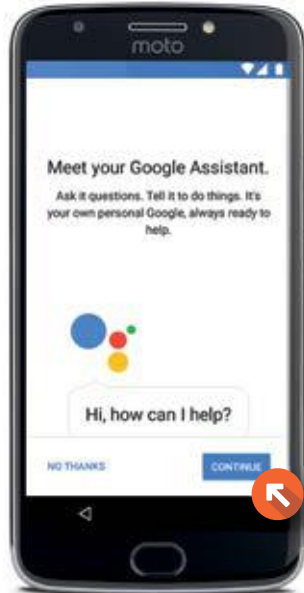 moto
Meet your Google Assistant.
Ask it questions. Tell it to do things. It's
your own personal Google, always ready to
help.
Hi, how can I help?
NO THANKS
CONTINUE